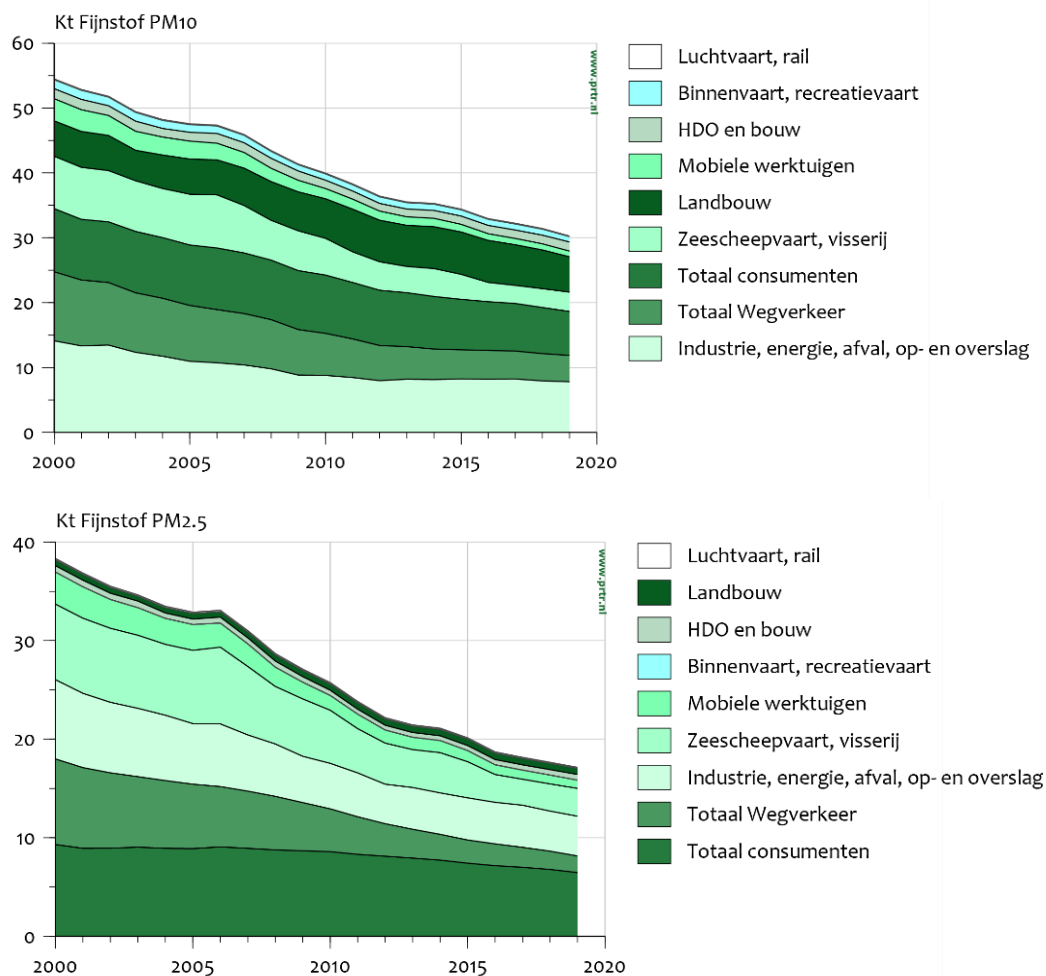 Kt Fijnstof PM10
60
50
40
30
20
10
0
2000
2005
2010
2015
2020
www.prtr.nl
Luchtvaart, rail
Binnenvaart, recreatievaart
HDO en bouw
Mobiele werktuigen
Landbouw
Zeescheepvaart, visserij
Totaal consumenten
Totaal Wegverkeer
Industrie, energie, afval, op- en overslag
Kt Fijnstof PM2.5
40
30
20
10
0
2000
2005
2010
2015
2020
www.prtr.nl
Luchtvaart, rail
Landbouw
HDO en bouw
Binnenvaart, recreatievaart
Mobiele werktuigen
Zeescheepvaart, visserij
Industrie, energie, afval, op- en overslag
Totaal Wegverkeer
Totaal consumenten